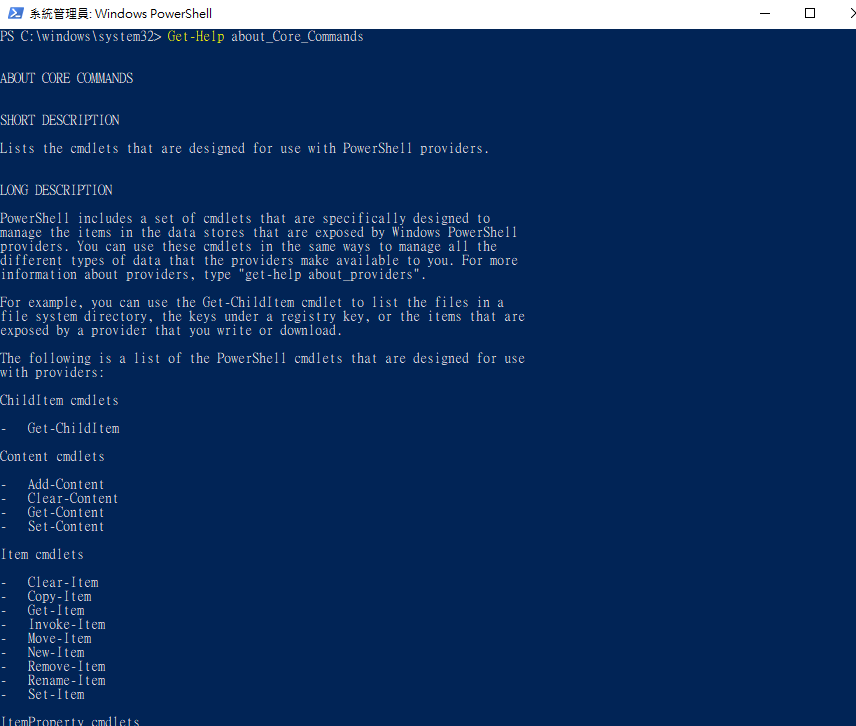 系統管理員: Windows PowerShell
PS C:\windows\system32> Get-Help about_Core_Commands
ABOUT CORE COMMANDS
SHORT DESCRIPTION
Lists the cmdlets that are designed for use with PowerShell providers.
LONG DESCRIPTION
PowerShell includes a set of cmdlets that are specifically designed to
manage the items in the data stores that are exposed by Windows PowerShell
providers. You can use these cmdlets in the same ways to manage all the
different types of data that the providers make available to you. For more
information about providers, type "get-help about_providers".
For example, you can use the Get-ChildItem cmdlet to list the files in a
file system directory, the keys under a registry key, or the items that are
exposed by a provider that you write or download.
The following is a list of the PowerShell cmdlets that are designed for use
with providers:
ChildItem cmdlets
- Get-ChildItem
Content cmdlets
- Add-Content
- Clear-Content
- Get-Content
- Set-Content
Item cmdlets
- Clear-Item
- Copy-Item
- Get-Item
- Invoke-Item
- Move-Item
- New-Item
- Remove-Item
- Rename-Item
- Set-Item
ItemProperty cmdlets